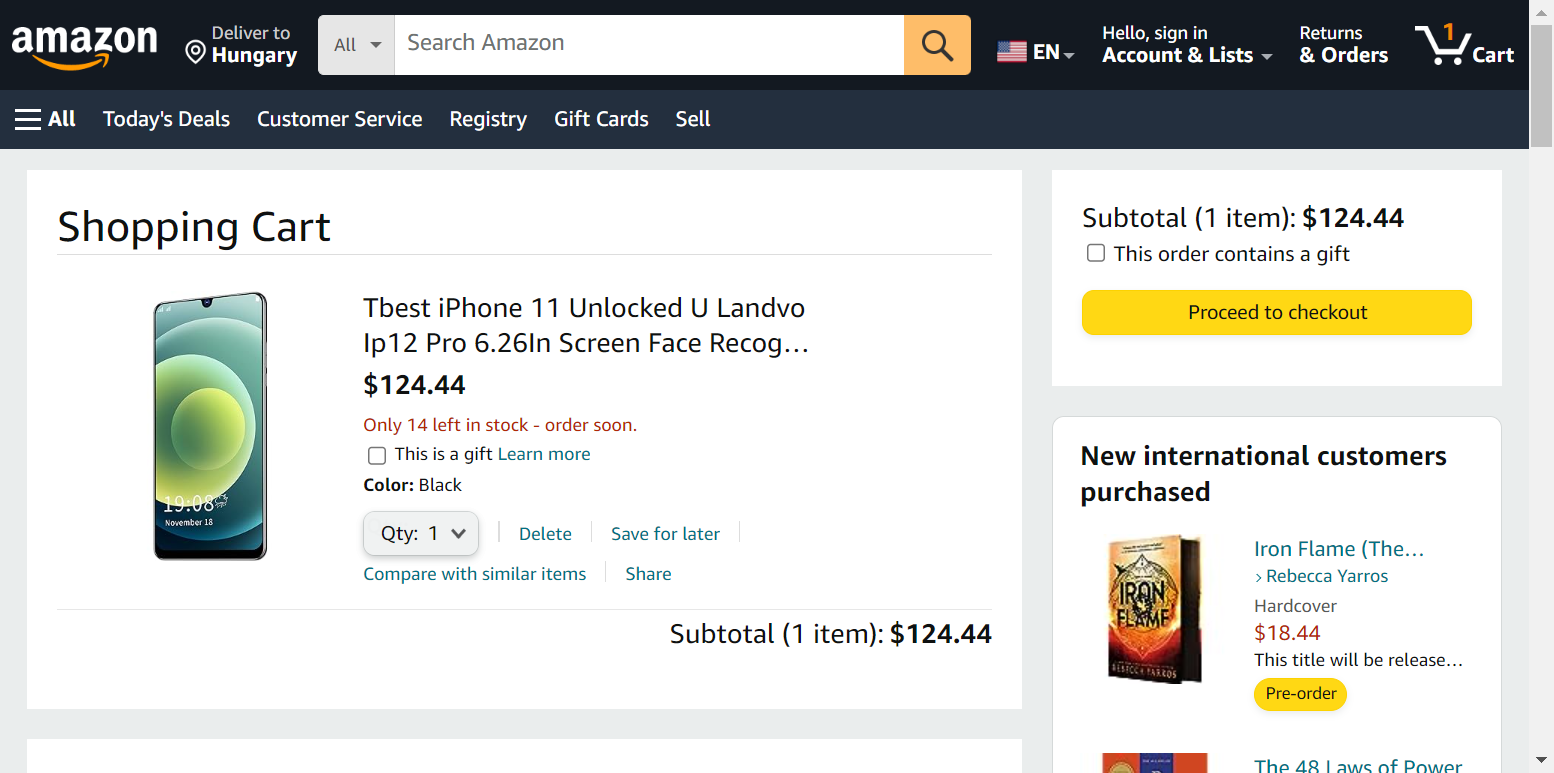 amazon
Deliver to
Hungary
All
Search Amazon
EN
Hello, sign in
Account & Lists
Returns
& Orders
1
Cart
All
Today's Deals
Customer Service
Registry
Gift Cards
Sell
Shopping Cart
Tbest iPhone 11 Unlocked U Landvo
Ip12 Pro 6.26In Screen Face Recog…
$124.44
Only 14 left in stock - order soon.
This is a gift Learn more
Color: Black
Qty: 1
Delete
Save for later
Compare with similar items
Share
19:08
November 18
Subtotal (1 item): $124.44
Subtotal (1 item): $124.44
This order contains a gift
Proceed to checkout
New international customers
purchased
IRON
FLAME
REBECCA YARROS
Iron Flame (The…
› Rebecca Yarros
Hardcover
$18.44
This title will be release…
Pre-order
The 48 Laws of Power